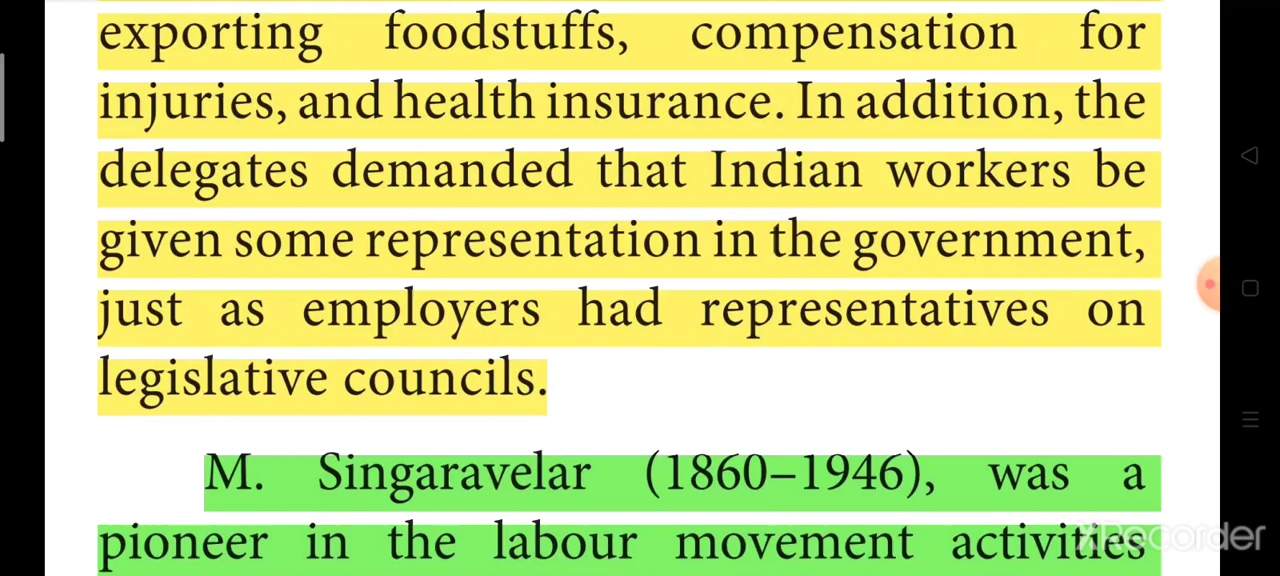 exporting foodstuffs, compensation for
injuries, and health insurance. In addition, the
delegates demanded that Indian workers be
given some representation in the government,
just as employers had representatives on
legislative councils.
M. Singaravelar (1860–1946), was a
pioneer in the labour movement activities
XRecorder